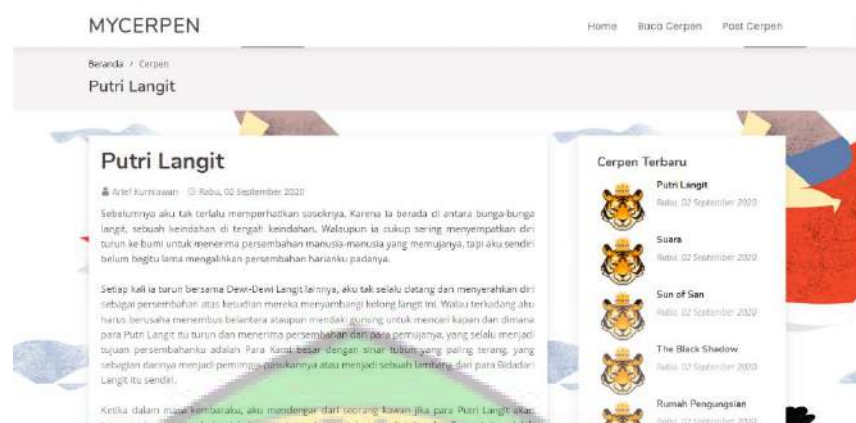 MYCERPEN
Home Baca Cerpen Post Cerpen
Beranda / Cerpen
Putri Langit
Putri Langit
Arief Kurniawan Rabu, 02 September 2020
Sebelumnya aku tak terlalu memperhatikan sosoknya. Karena Ia berada di antara bunga-bunga
langit, sebuah keindahan di tengah keindahan. Walaupun ia cukup sering menyempatkan diri
turun ke bumi untuk menerima persembahan manusia-manusia yang memujanya, tapi aku sendiri
belum begitu lama mengalihkan persembahan harianku padanya.
Setiap kali ia turun bersama Dewi-Dewi Langit lainnya, aku tak selalu datang dan menyerahkan diri
sebagai persembahan atas kesudian mereka menyambangi kolong langit ini. Walau terkadang aku
harus berusaha menembus belantara ataupun mendaki gunung untuk mencari kapan dan dimana
para Putri Langit itu turun dan menerima persembahan dari para pemujanya, yang selalu menjadi
tujuan persembahanku adalah Para Kami besar dengan sinar tubuh yang paling terang, yang
sebagian darinya menjadi pemimpin pasukannya atau menjadi sebuah lambang dari para Bidadari
Langit itu sendiri.
Ketika dalam masa kembaraku, aku mendengar dari seorang kawan jika para Putri Langit akan
Cerpen Terbaru
Putri Langit
Rabu, 02 September 2020
Suara
Rabu, 02 September 2020
Sun of San
Rabu, 02 September 2020
The Black Shadow
Rabu, 02 September 2020
Rumah Pengungsian
Rabu, 02 September 2020